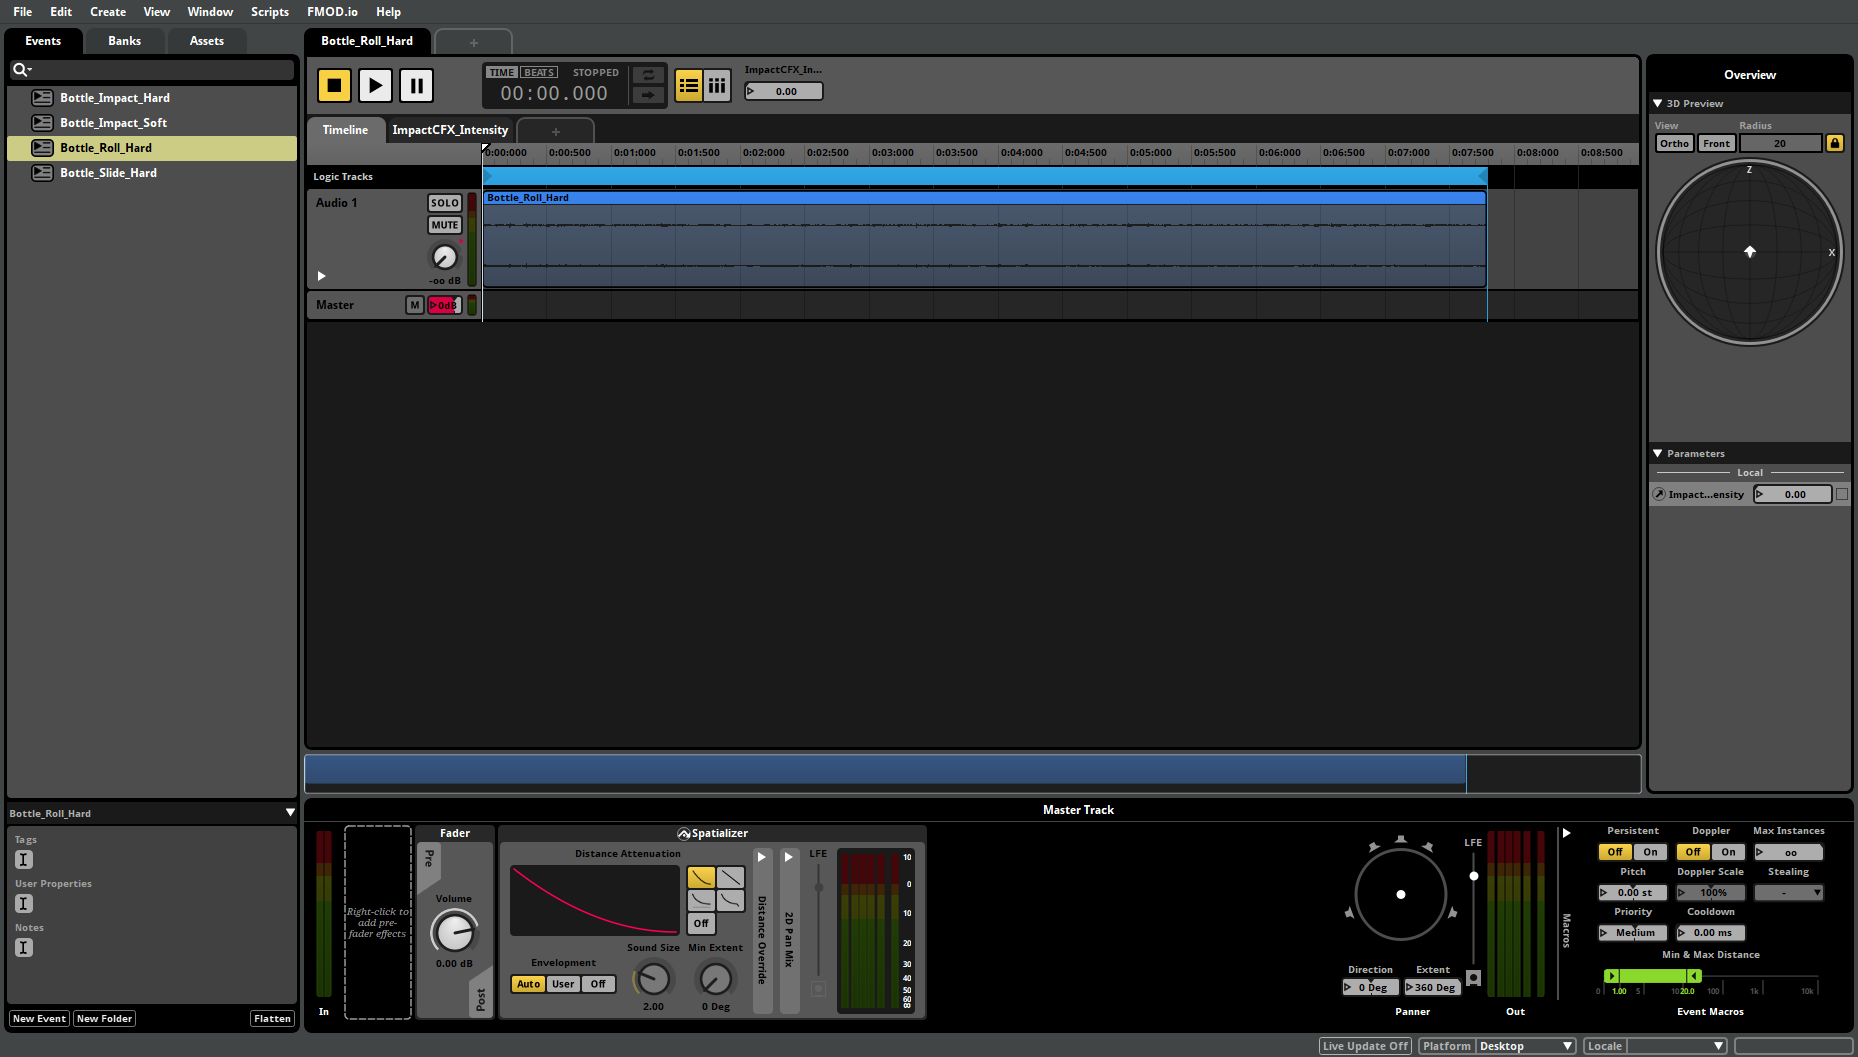 File Edit Create View Window Scripts FMOD.io Help
Events Banks Assets
Bottle_Impact_Hard
Bottle_Impact_Soft
Bottle_Roll_Hard
Bottle_Slide_Hard
Bottle_Roll_Hard
Tags
User Properties
Notes
New Event New Folder Flatten
Bottle_Roll_Hard +
TIME BEATS STOPPED
00:00.000
ImpactCFX_In...
0.00
Timeline ImpactCFX_Intensity +
0:00:000 0:00:500 0:01:000 0:01:500 0:02:000 0:02:500 0:03:000 0:03:500 0:04:000 0:04:500 0:05:000 0:05:500 0:06:000 0:06:500 0:07:000 0:07:500 0:08:000 0:08:500
Logic Tracks
Audio 1 SOLO
MUTE
-oo dB
Bottle_Roll_Hard
Master M 0dB
Overview
3D Preview
View Radius
Ortho Front 20
Z
X
Parameters
Local
Impact...ensity 0.00
Master Track
In
Right-click to
add pre-
fader effects
Fader
Pre
Volume
0.00 dB
Post
Spatializer
Distance Attenuation
Off
Sound Size Min Extent
Envelopment
Auto User Off
2.00 0 Deg
Distance Override
2D Pan Mix
LFE
10
0
10
20
30
40
50
60
80
LFE
Direction Extent
0 Deg 360 Deg
Panner
Out
Macros
Persistent Doppler Max Instances
Off On Off On oo
Pitch Doppler Scale Stealing
0.00 st 100% -
Priority Cooldown
Medium 0.00 ms
Min & Max Distance
0 1.00 5 10 20.0 100 1k 10k
Event Macros
Live Update Off Platform Desktop Locale